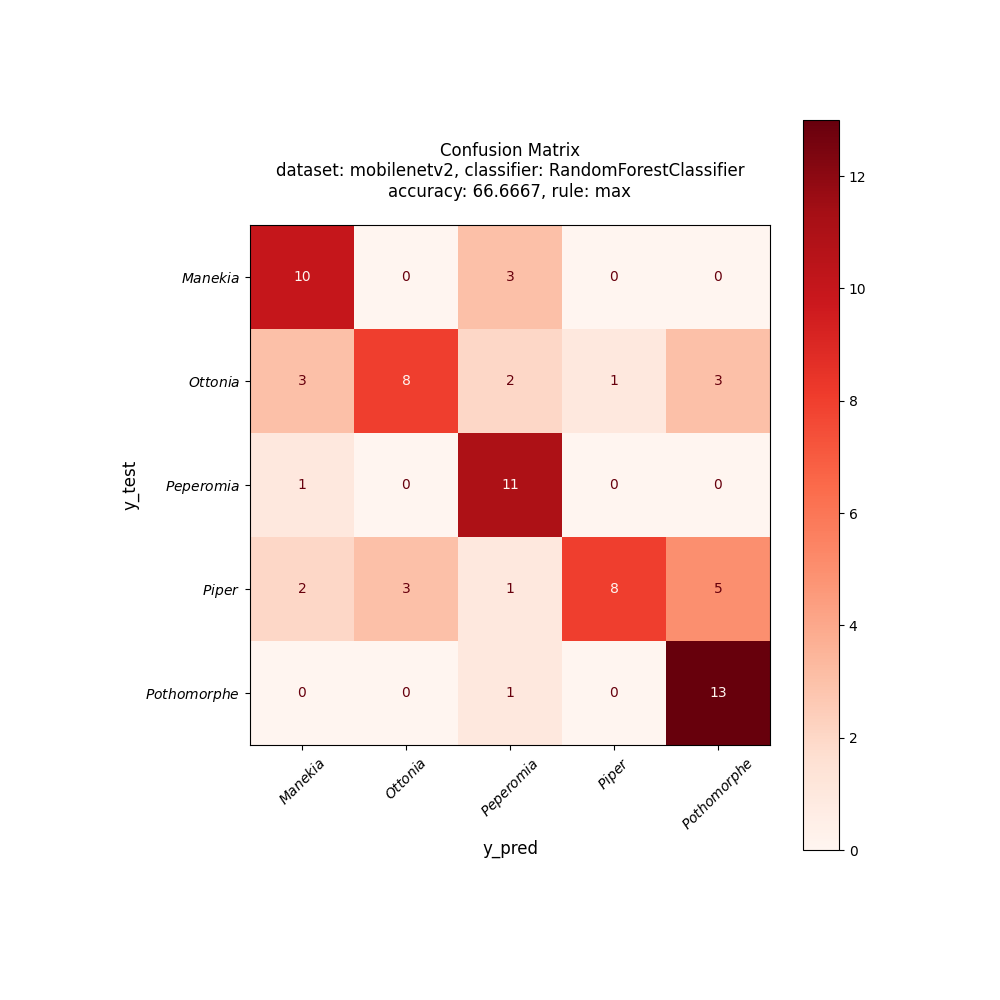 Confusion Matrix
dataset: mobilenetv2, classifier: RandomForestClassifier
accuracy: 66.6667, rule: max
Manekia 10 0 3 0 0
Ottonia 3 8 2 1 3
Peperomia 1 0 11 0 0
Piper 2 3 1 8 5
Pothomorphe 0 0 1 0 13
y_test
Manekia Ottonia Peperomia Piper Pothomorphe
y_pred
12
10
8
6
4
2
0